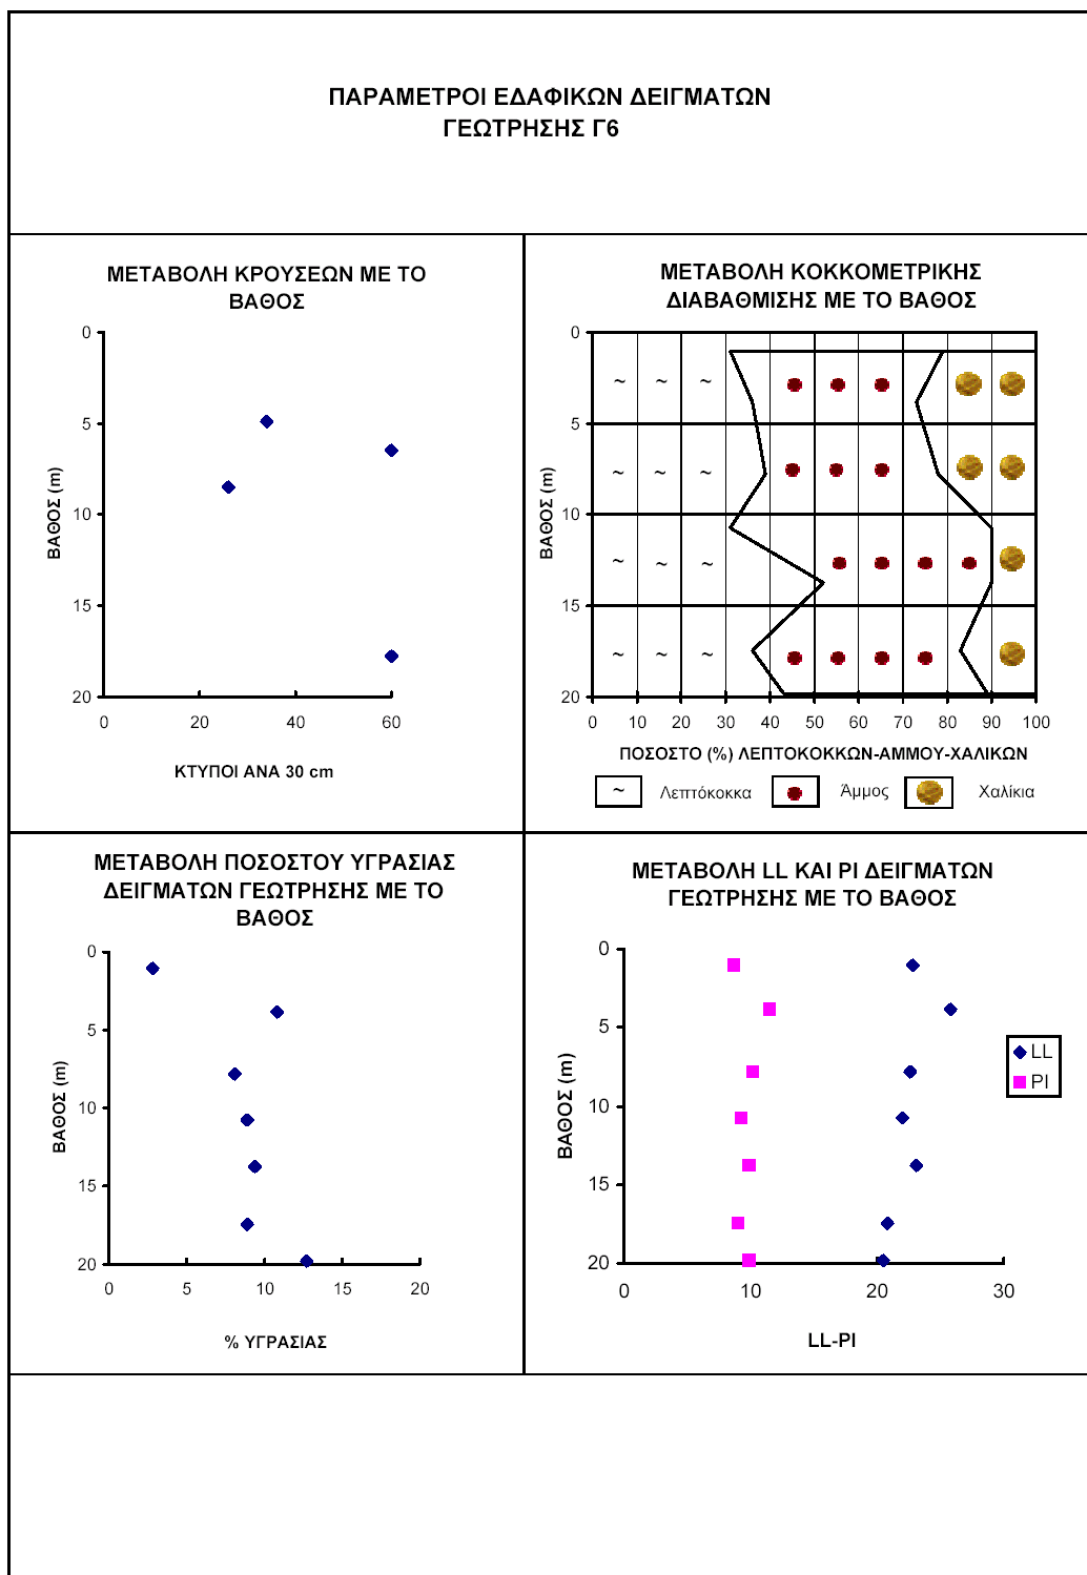 ΠΑΡΑΜΕΤΡΟΙ ΕΔΑΦΙΚΩΝ ΔΕΙΓΜΑΤΩΝ
ΓΕΩΤΡΗΣΗΣ Γ6
ΜΕΤΑΒΟΛΗ ΚΡΟΥΣΕΩΝ ΜΕ ΤΟ
ΒΑΘΟΣ
0
5
10
15
20
ΒΑΘΟΣ (m)
0 20 40 60
ΚΤΥΠΟΙ ΑΝΑ 30 cm
ΜΕΤΑΒΟΛΗ ΚΟΚΚΟΜΕΤΡΙΚΗΣ
ΔΙΑΒΑΘΜΙΣΗΣ ΜΕ ΤΟ ΒΑΘΟΣ
0
5
10
15
20
ΒΑΘΟΣ (m)
~ ~ ~
~ ~ ~
~ ~ ~
~ ~ ~
0 10 20 30 40 50 60 70 80 90 100
ΠΟΣΟΣΤΟ (%) ΛΕΠΤΟΚΟΚΚΩΝ-ΑΜΜΟΥ-ΧΑΛΙΚΩΝ
~ Λεπτόκοκκα Άμμος Χαλίκια
ΜΕΤΑΒΟΛΗ ΠΟΣΟΣΤΟΥ ΥΓΡΑΣΙΑΣ
ΔΕΙΓΜΑΤΩΝ ΓΕΩΤΡΗΣΗΣ ΜΕ ΤΟ
ΒΑΘΟΣ
0
5
10
15
20
ΒΑΘΟΣ (m)
0 5 10 15 20
% ΥΓΡΑΣΙΑΣ
ΜΕΤΑΒΟΛΗ LL ΚΑΙ PI ΔΕΙΓΜΑΤΩΝ
ΓΕΩΤΡΗΣΗΣ ΜΕ ΤΟ ΒΑΘΟΣ
0
5
10
15
20
ΒΑΘΟΣ (m)
0 10 20 30
LL-PI
LL
PI